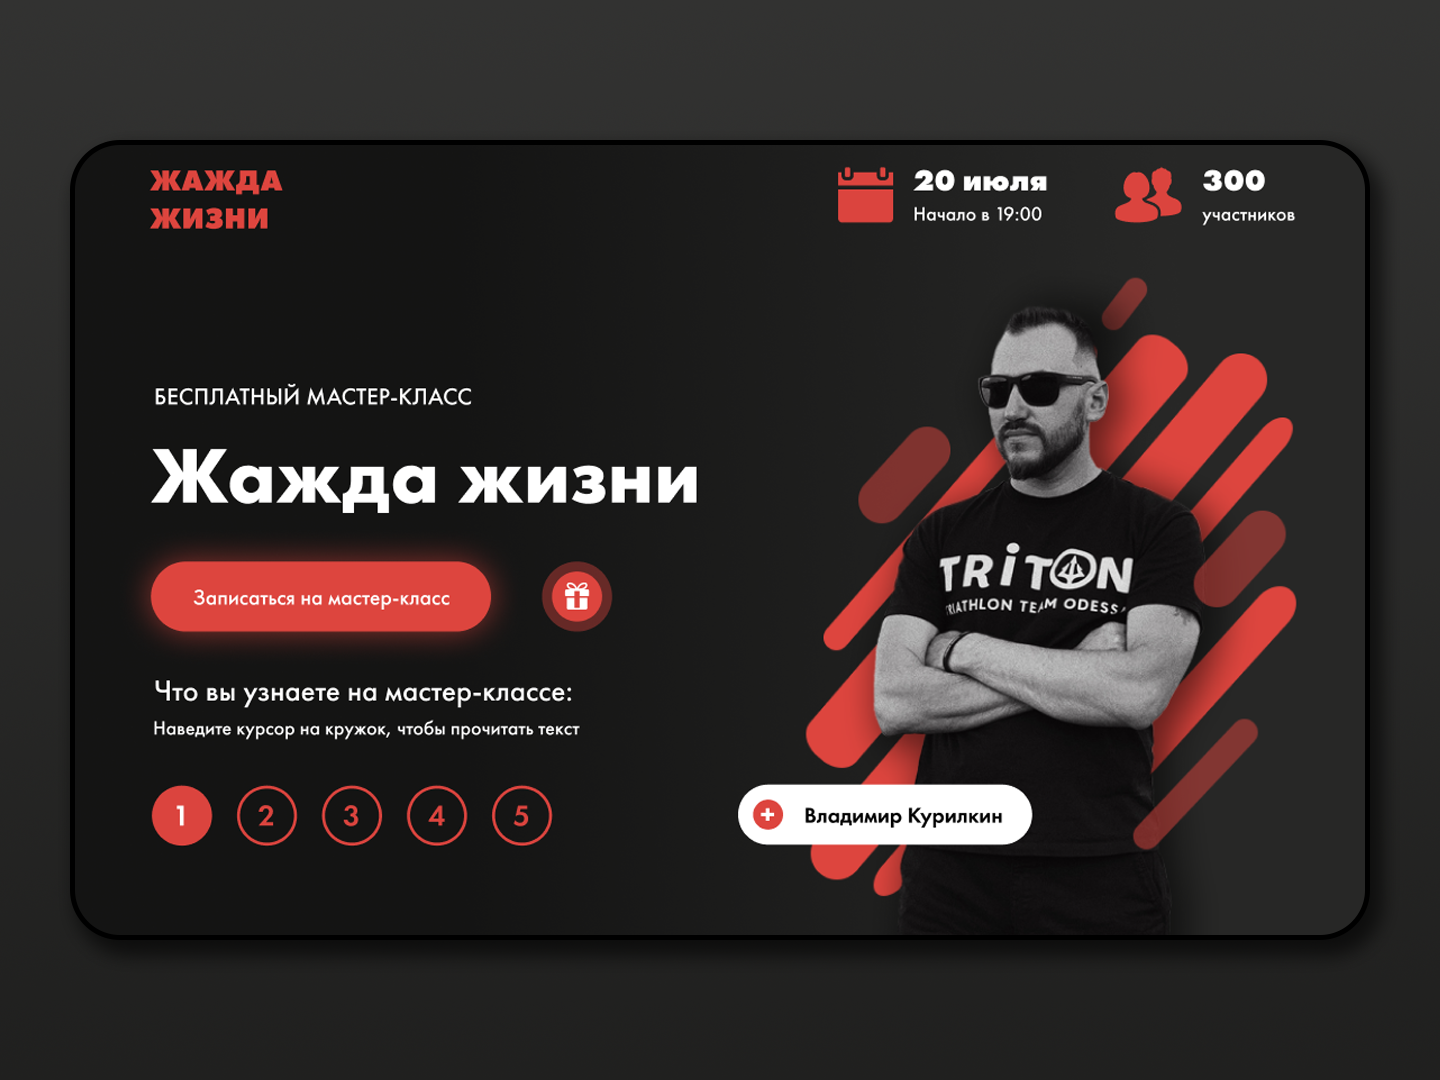 ЖАЖДА
ЖИЗНИ
20 июля
Начало в 19:00
300
участников
БЕСПЛАТНЫЙ МАСТЕР-КЛАСС
Жажда жизни
Записаться на мастер-класс
TRiTON
TRIATHLON TEAM ODESSA
Что вы узнаете на мастер-классе:
Наведите курсор на кружок, чтобы прочитать текст
1 2 3 4 5
Владимир Курилкин